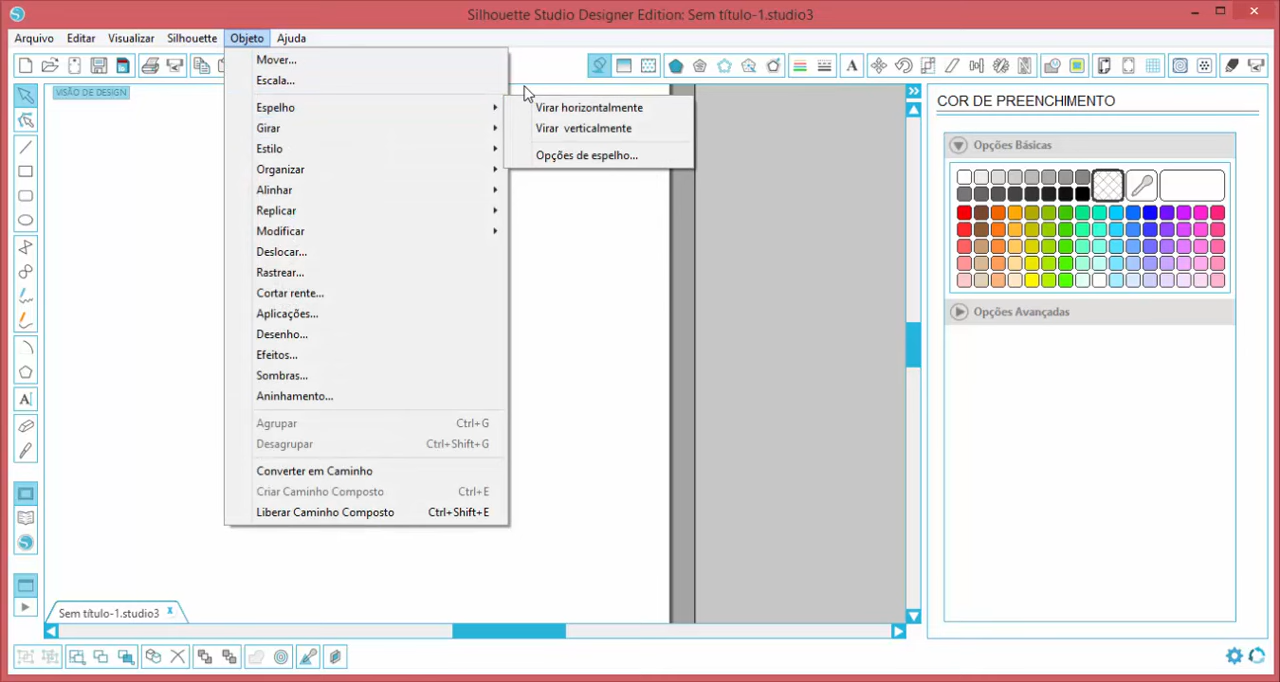 Silhouette Studio Designer Edition: Sem título-1.studio3
Arquivo Editar Visualizar Silhouette Objeto Ajuda
VISÃO DE DESIGN
Mover...
Escala...
Espelho
Girar
Estilo
Organizar
Alinhar
Replicar
Modificar
Deslocar...
Rastrear...
Cortar rente...
Aplicações...
Desenho...
Efeitos...
Sombras...
Aninhamento...
Agrupar Ctrl+G
Desagrupar Ctrl+Shift+G
Converter em Caminho
Criar Caminho Composto Ctrl+E
Liberar Caminho Composto Ctrl+Shift+E
Virar horizontalmente
Virar verticalmente
Opções de espelho...
COR DE PREENCHIMENTO
Opções Básicas
Opções Avançadas
Sem título-1.studio3 x